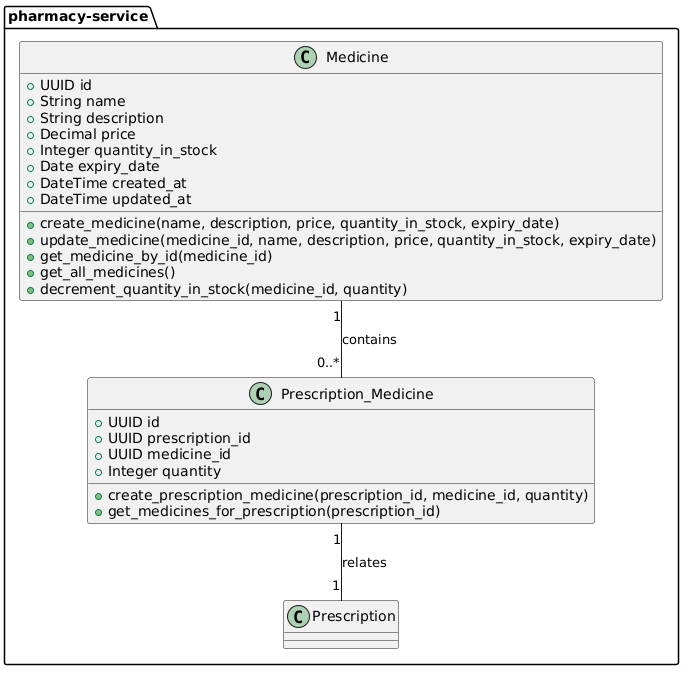 pharmacy-service
C Medicine
UUID id
String name
String description
Decimal price
Integer quantity_in_stock
Date expiry_date
DateTime created_at
DateTime updated_at
create_medicine(name, description, price, quantity_in_stock, expiry_date)
update_medicine(medicine_id, name, description, price, quantity_in_stock, expiry_date)
get_medicine_by_id(medicine_id)
get_all_medicines()
decrement_quantity_in_stock(medicine_id, quantity)
1
contains
0..*
C Prescription_Medicine
UUID id
UUID prescription_id
UUID medicine_id
Integer quantity
create_prescription_medicine(prescription_id, medicine_id, quantity)
get_medicines_for_prescription(prescription_id)
1
relates
1
C Prescription